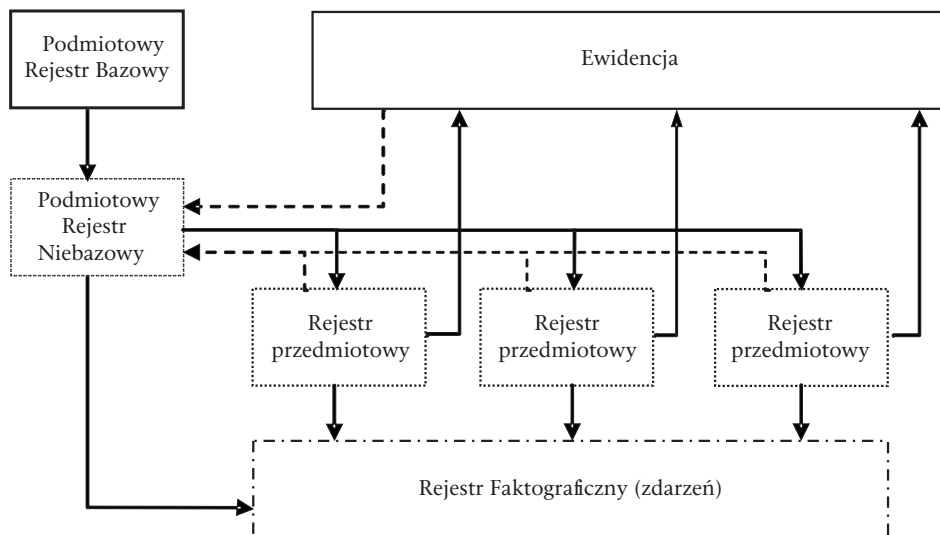 Podmiotowy
Rejestr Bazowy
Ewidencja
Podmiotowy
Rejestr
Niebazowy
Rejestr
przedmiotowy
Rejestr
przedmiotowy
Rejestr
przedmiotowy
Rejestr Faktograficzny (zdarzeń)